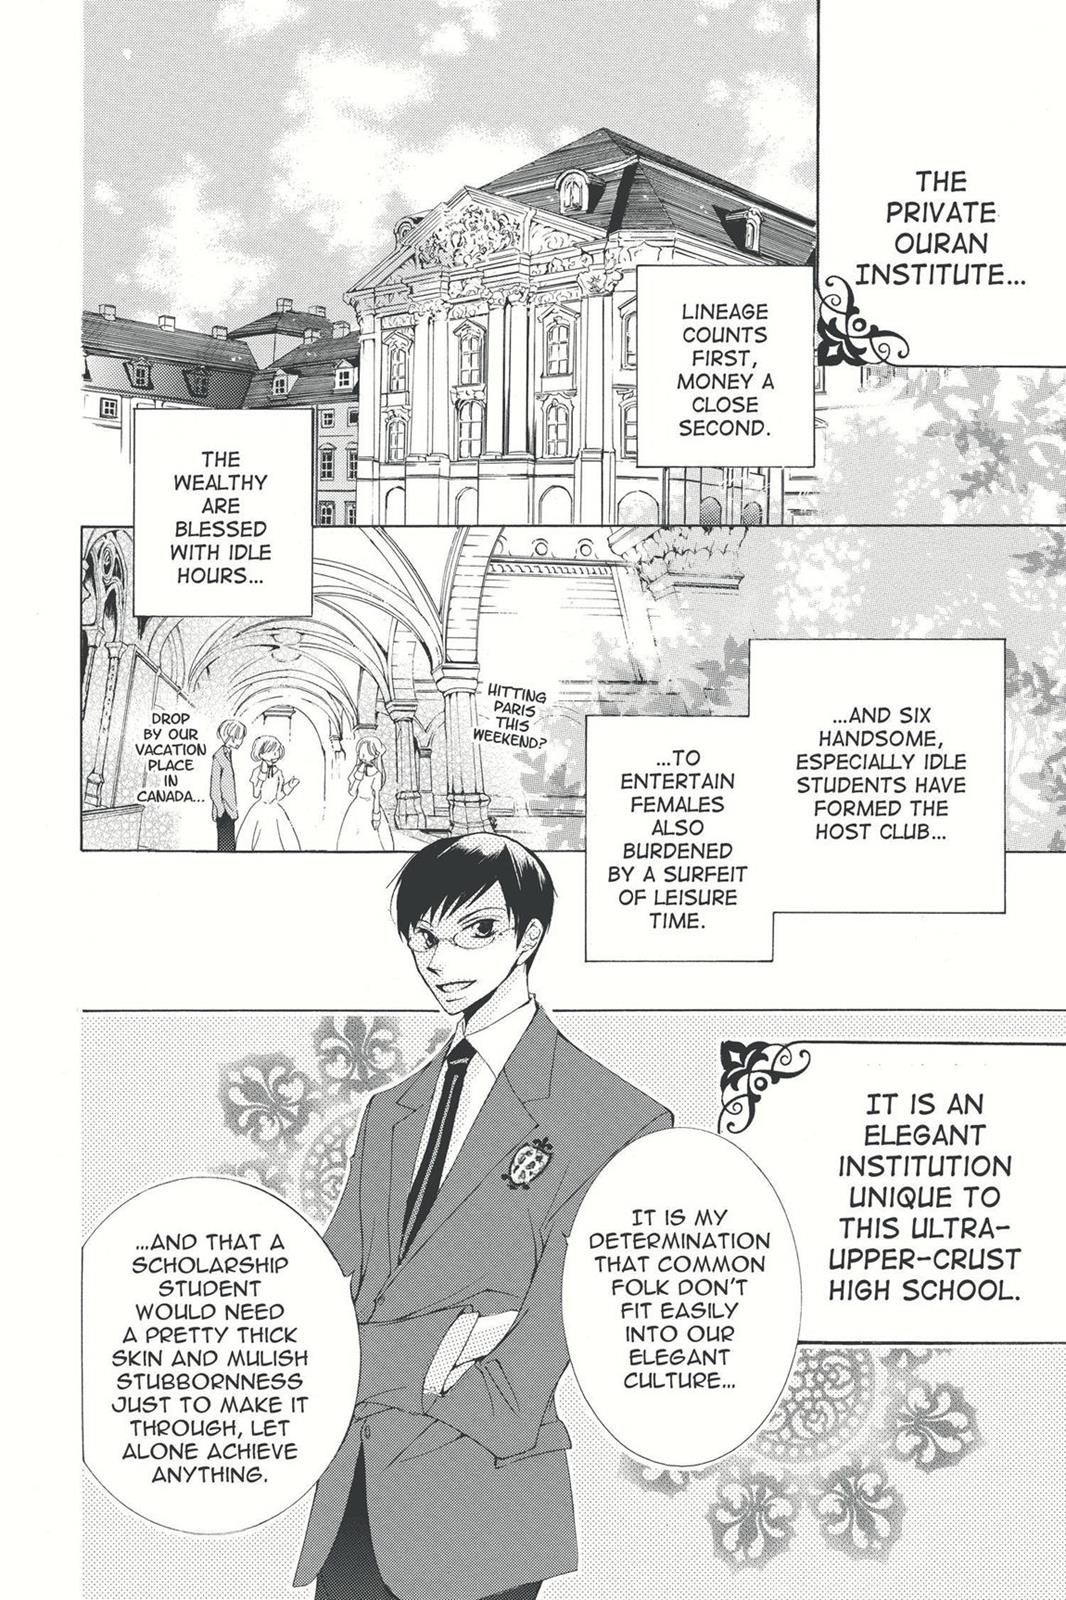 THE
PRIVATE
OURAN
INSTITUTE...
LINEAGE
COUNTS
FIRST,
MONEY A
CLOSE
SECOND.
THE
WEALTHY
ARE
BLESSED
WITH IDLE
HOURS...
HITTING
PARIS
THIS
WEEKEND?
DROP
BY OUR
VACATION
PLACE
IN
CANADA...
...AND SIX
HANDSOME,
ESPECIALLY IDLE
STUDENTS HAVE
FORMED THE
HOST CLUB...
...TO
ENTERTAIN
FEMALES
ALSO
BURDENED
BY A SURFEIT
OF LEISURE
TIME.
IT IS AN
ELEGANT
INSTITUTION
UNIQUE TO
THIS ULTRA-
UPPER-CRUST
HIGH SCHOOL.
IT IS MY
DETERMINATION
THAT COMMON
FOLK DON'T
FIT EASILY
INTO OUR
ELEGANT
CULTURE...
...AND THAT A
SCHOLARSHIP
STUDENT
WOULD NEED
A PRETTY THICK
SKIN AND MULISH
STUBBORNNESS
JUST TO MAKE IT
THROUGH, LET
ALONE ACHIEVE
ANYTHING.